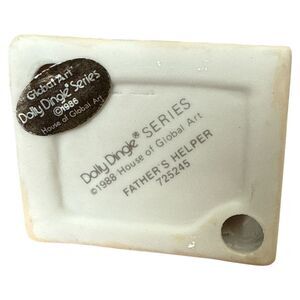 Global Art
Dolly Dingle® Series
©1986
House of Global Art
Dolly Dingle® SERIES
©1988 House of Global Art
FATHER'S HELPER
725245